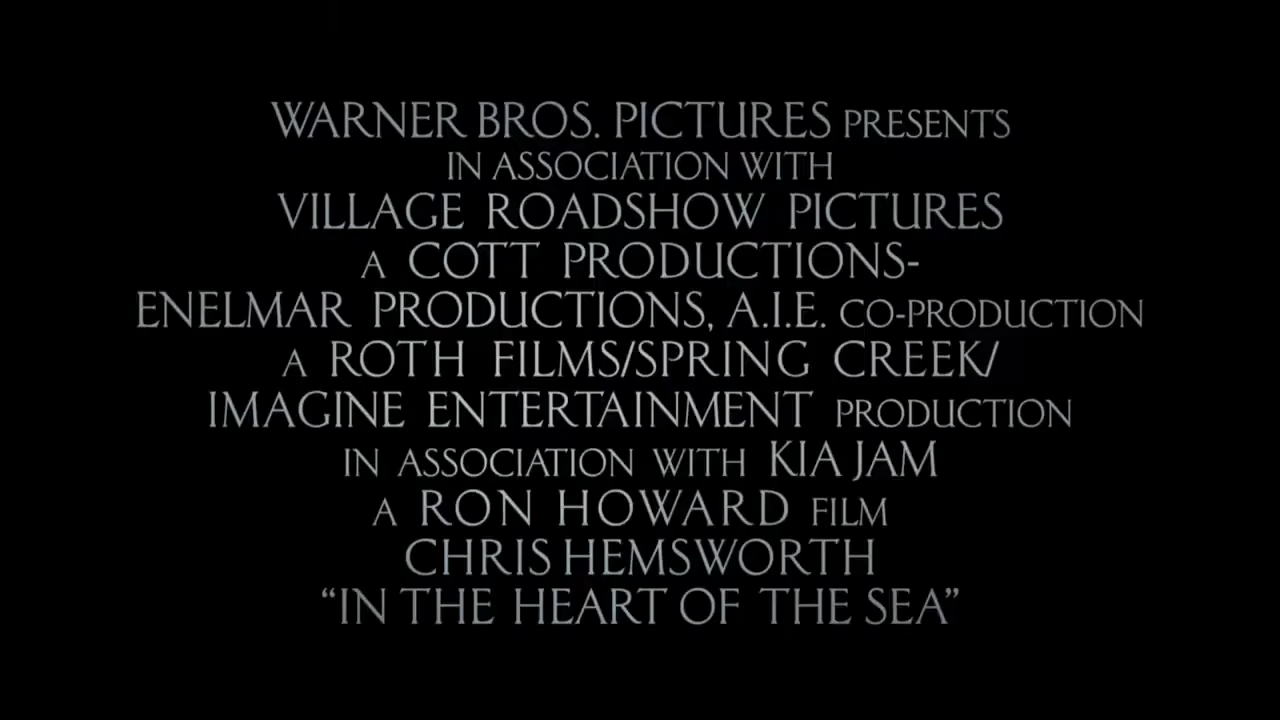 WARNER BROS. PICTURES PRESENTS
IN ASSOCIATION WITH
VILLAGE ROADSHOW PICTURES
A COTT PRODUCTIONS-
ENELMAR PRODUCTIONS, A.I.E. CO-PRODUCTION
A ROTH FILMS/SPRING CREEK/
IMAGINE ENTERTAINMENT PRODUCTION
IN ASSOCIATION WITH KIA JAM
A RON HOWARD FILM
CHRIS HEMSWORTH
“IN THE HEART OF THE SEA”